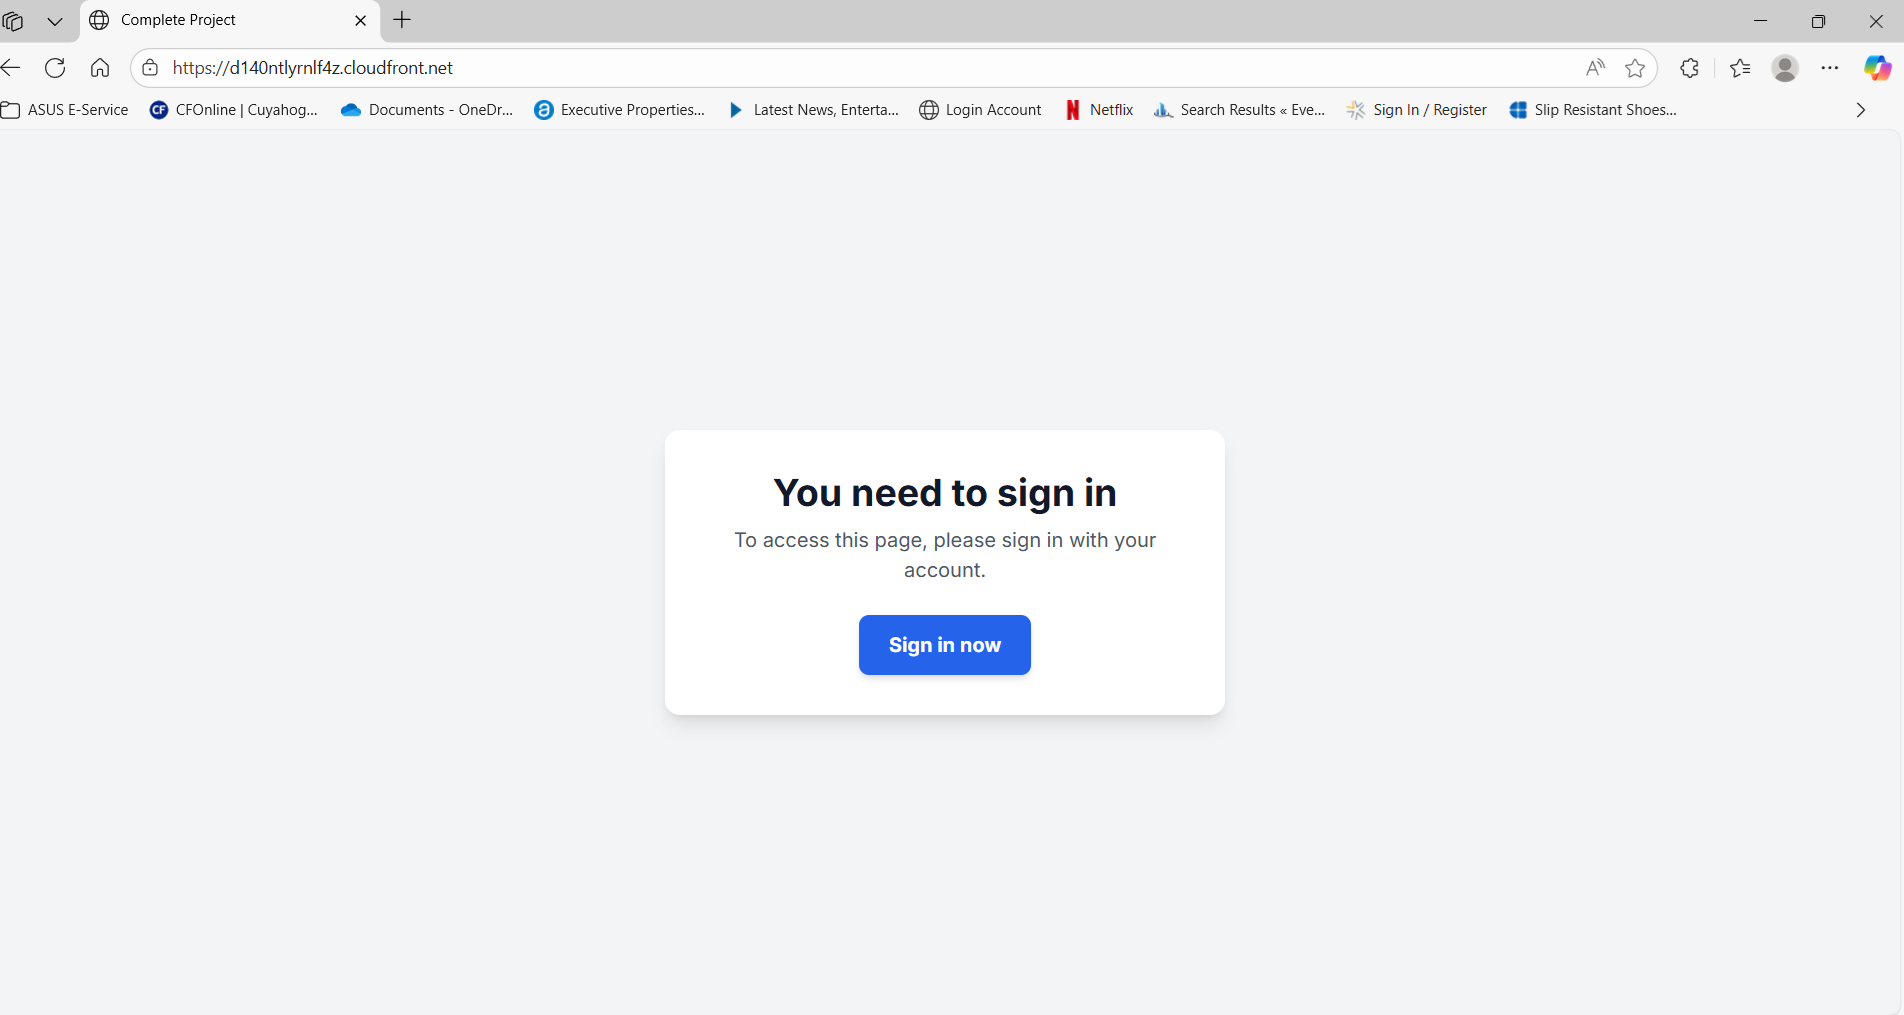 Complete Project
https://d140ntlyrnlf4z.cloudfront.net
ASUS E-Service
CFOnline | Cuyahog...
Documents - OneDr...
Executive Properties...
Latest News, Enterta...
Login Account
Netflix
Search Results « Eve...
Sign In / Register
Slip Resistant Shoes...
You need to sign in
To access this page, please sign in with your
account.
Sign in now